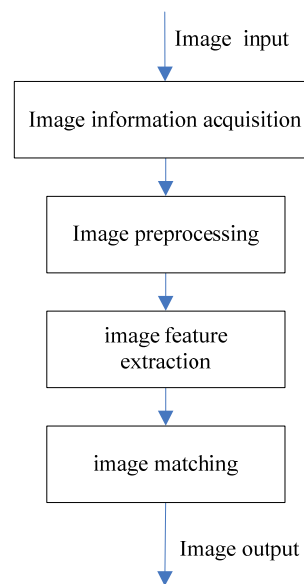 Image input
Image information acquisition
Image preprocessing
image feature
extraction
image matching
Image output